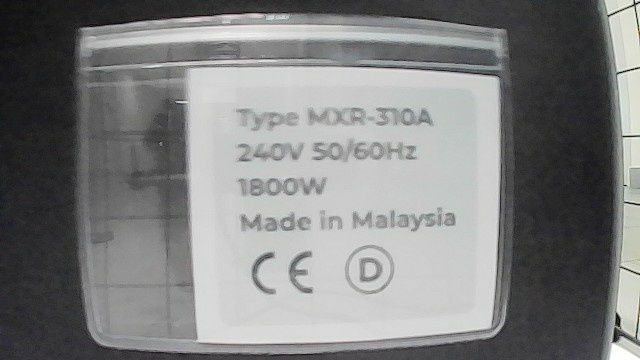 Type MXR-310A
240V 50/60Hz
1800W
Made in Malaysia
CE D